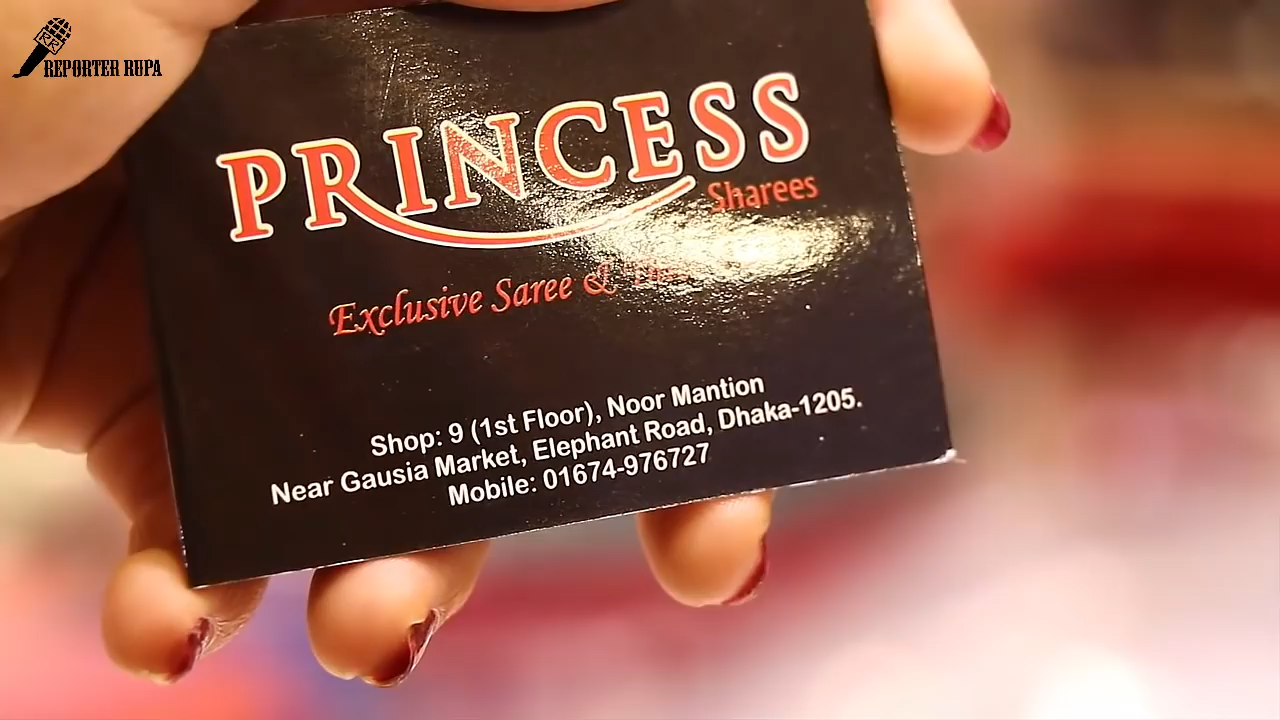 REPORTER RUPA
PRINCESS
Sharees
Exclusive Saree &
Shop: 9 (1st Floor), Noor Mantion
Near Gausia Market, Elephant Road, Dhaka-1205.
Mobile: 01674-976727